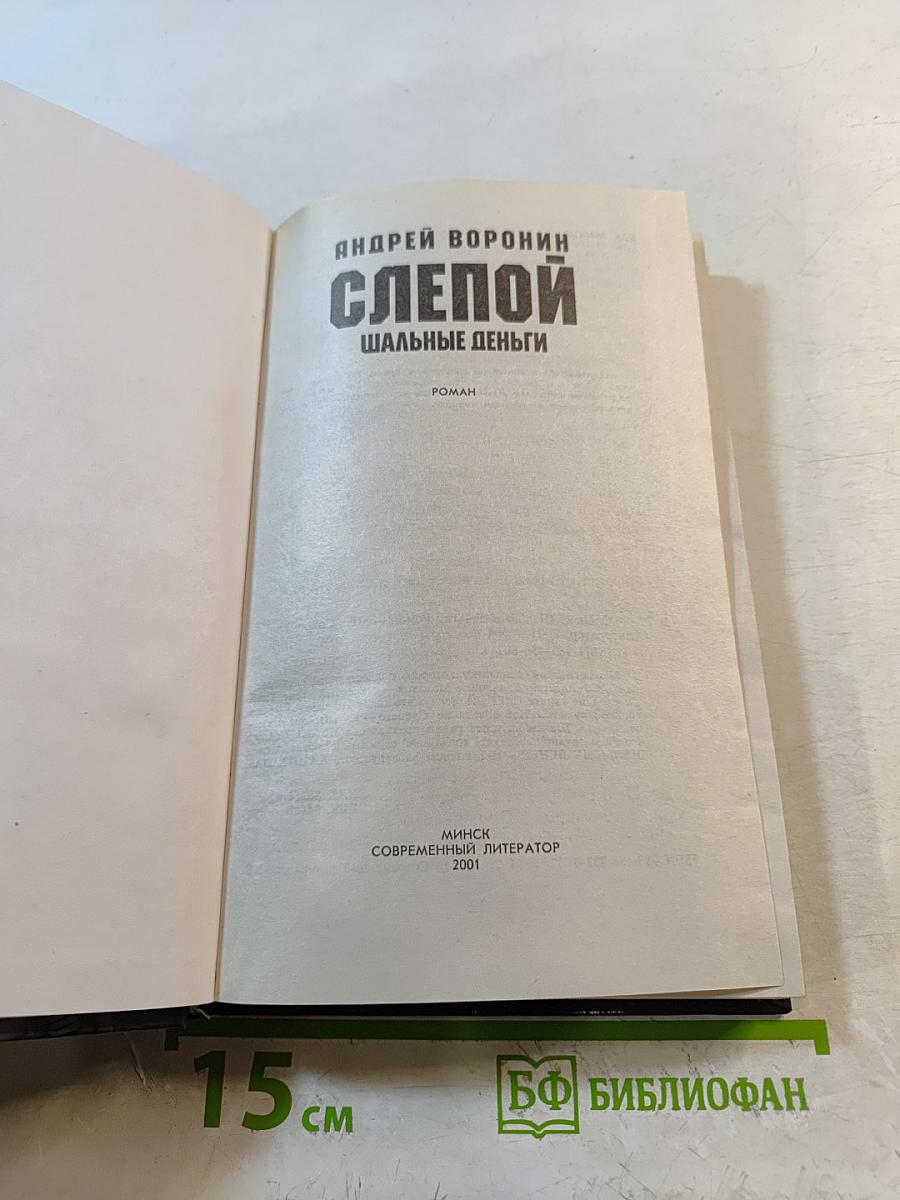 АНДРЕЙ ВОРОНИН
СЛЕПОЙ
ШАЛЬНЫЕ ДЕНЬГИ
РОМАН
МИНСК
СОВРЕМЕННЫЙ ЛИТЕРАТОР
2001
15 см
БФ БИБЛИОФАН